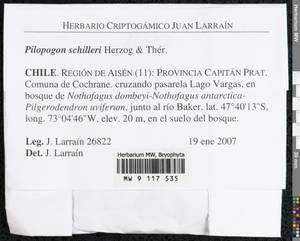 HERBARIO CRIPTOGÁMICO JUAN LARRAÍN
Pilopogon schilleri Herzog & Thér.
CHILE. REGIÓN DE AISÉN (11): PROVINCIA CAPITÁN PRAT,
Comuna de Cochrane. cruzando pasarela Lago Vargas, en
bosque de Nothofagus dombeyi-Nothofagus antarctica-
Pilgerodendron uviferum, junto al río Baker, lat. 47°40'13"S,
long. 73°04'46"W, elev. 20 m, en el suelo del bosque.
Leg. J. Larraín 26822 19 ene 2007
Det. J. Larraín
Herbarium MW, Bryophyta
MW 9 117 535